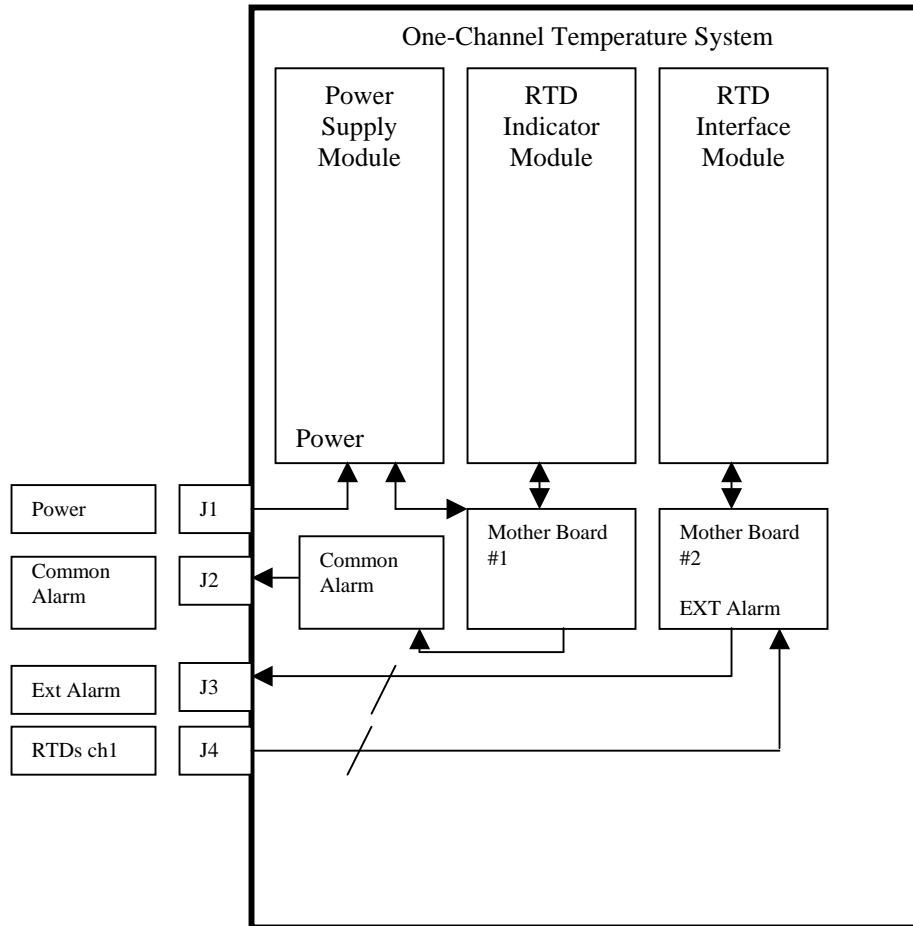 One-Channel Temperature System
Power
Supply
Module
RTD
Indicator
Module
RTD
Interface
Module
Power
Power
J1
Mother Board
#1
Mother Board
#2
EXT Alarm
Common
Alarm
J2
Common
Alarm
Ext Alarm
J3
RTDs ch1
J4